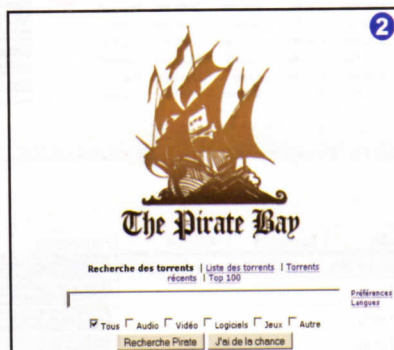 2
The Pirate Bay
Recherche des torrents | Liste des torrents | Torrents
récents | Top 100
Préférences
Langues
Tous Audio Vidéo Logiciels Jeux Autre
Recherche Pirate J'ai de la chance